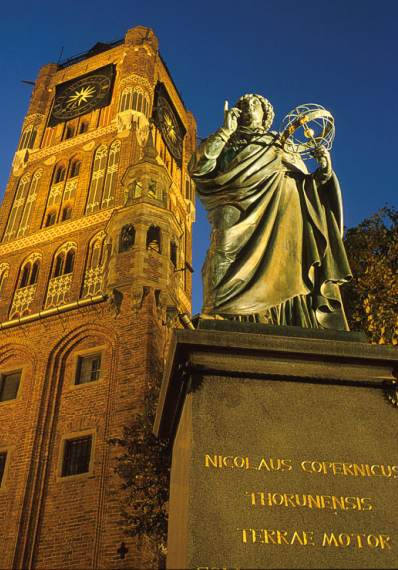 NICOLAUS COPERNICUS
THORUNENSIS
TERRAE MOTOR